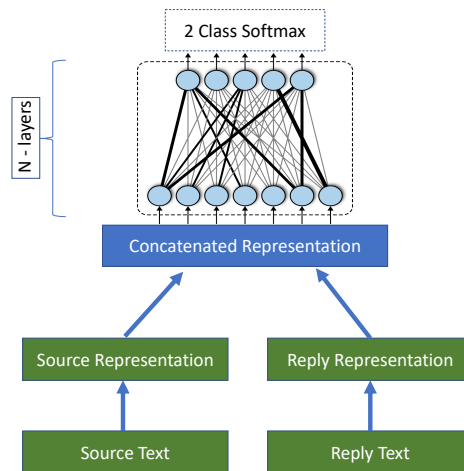 2 Class Softmax
N - layers
Concatenated Representation
Source Representation
Reply Representation
Source Text
Reply Text